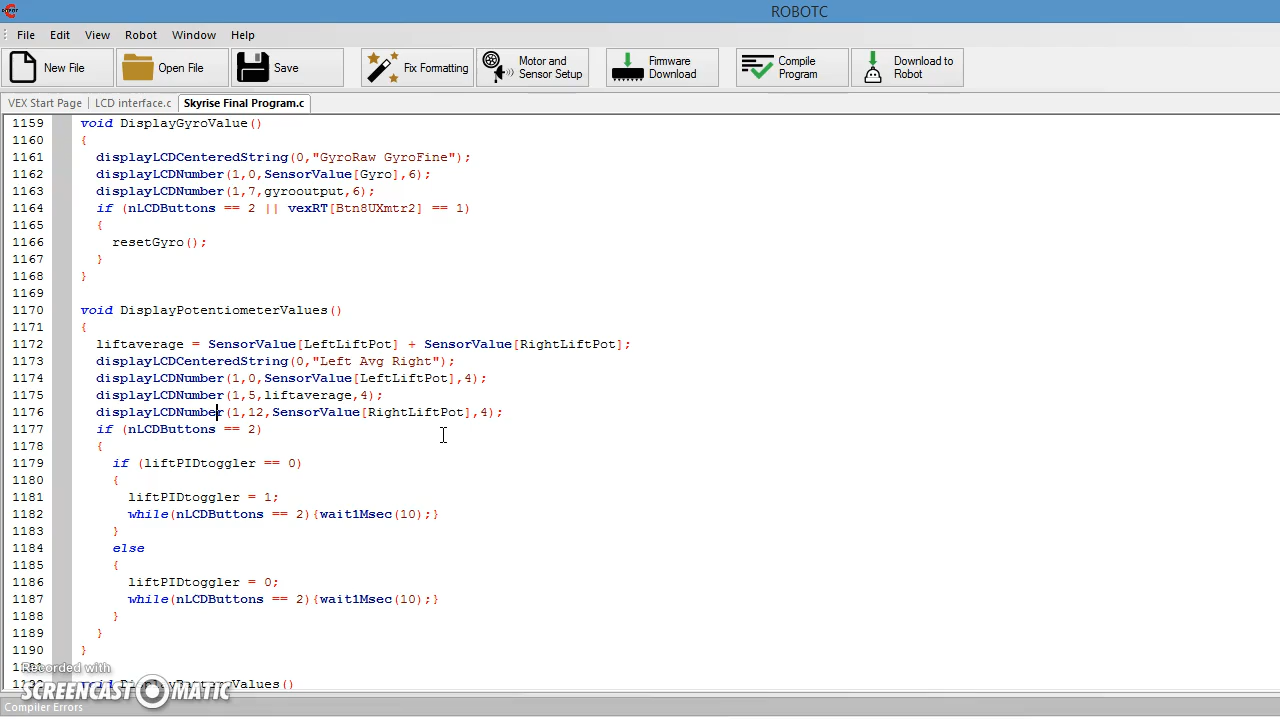 ROBOTC
File Edit View Robot Window Help
New File Open File Save Fix Formatting Motor and Sensor Setup Firmware Download Compile Program Download to Robot
VEX Start Page LCD interface.c Skyrise Final Program.c
1159 void DisplayGyroValue()
1160 {
1161 displayLCDCenteredString(0,"GyroRaw GyroFine");
1162 displayLCDNumber(1,0,SensorValue[Gyro],6);
1163 displayLCDNumber(1,7,gyrooutput,6);
1164 if (nLCDButtons == 2 || vexRT[Btn8UXmtr2] == 1)
1165 {
1166 resetGyro();
1167 }
1168 }
1169
1170 void DisplayPotentiometerValues()
1171 {
1172 liftaverage = SensorValue[LeftLiftPot] + SensorValue[RightLiftPot];
1173 displayLCDCenteredString(0,"Left Avg Right");
1174 displayLCDNumber(1,0,SensorValue[LeftLiftPot],4);
1175 displayLCDNumber(1,5,liftaverage,4);
1176 displayLCDNumber(1,12,SensorValue[RightLiftPot],4);
1177 if (nLCDButtons == 2)
1178 {
1179 if (liftPIDtoggler == 0)
1180 {
1181 liftPIDtoggler = 1;
1182 while(nLCDButtons == 2){wait1Msec(10);}
1183 }
1184 else
1185 {
1186 liftPIDtoggler = 0;
1187 while(nLCDButtons == 2){wait1Msec(10);}
1188 }
1189 }
1190 }
Recorded with
SCREENCAST-O-MATIC
Compiler Errors